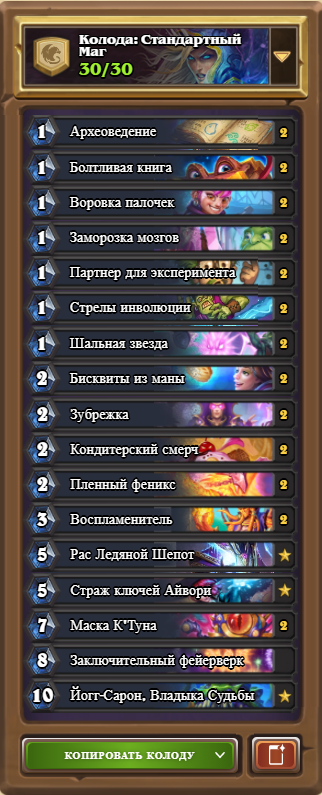 Колода: Стандартный
Маг
30/30
1 Археоведение 2
1 Болтливая книга 2
1 Воровка палочек 2
1 Заморозка мозгов 2
1 Партнер для эксперимента 2
1 Стрелы инволюции 2
1 Шальная звезда 2
2 Бисквиты из маны 2
2 Зубрежка 2
2 Кондитерский смерч 2
2 Пленный феникс 2
3 Воспламенитель 2
5 Рас Ледяной Шепот
5 Страж ключей Айвори
7 Маска К'Туна 2
8 Заключительный фейерверк
10 Йогг-Сарон, Владыка Судьбы
КОПИРОВАТЬ КОЛОДУ